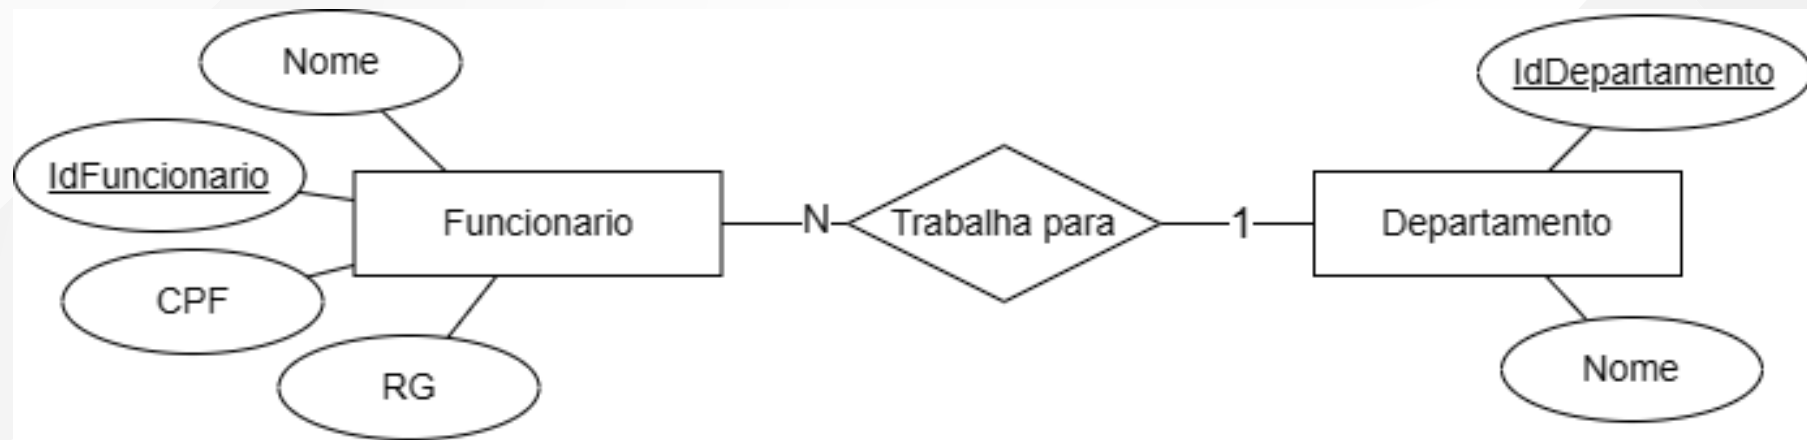 Nome
IdDepartamento
IdFuncionario
Funcionario
N
Trabalha para
1
Departamento
CPF
RG
Nome